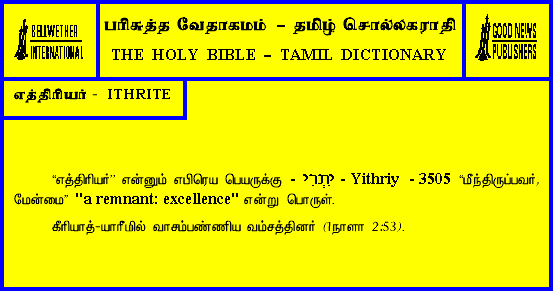 BELLWETHER
INTERNATIONAL
பரிசுத்த வேதாகமம் – தமிழ் சொல்லகராதி
THE HOLY BIBLE – TAMIL DICTIONARY
GOOD NEWS
PUBLISHERS
எத்திரியர் - ITHRITE
“எத்திரியர்” என்னும் எபிரெய பெயருக்கு - יִתְרִי - Yithriy - 3505 “மீந்திருப்பவர்,
மேன்மை” "a remnant: excellence" என்று பொருள்.
கீரியாத்-யாரீமில் வாசம்பண்ணிய வம்சத்தினர் (1நாளா 2:53).